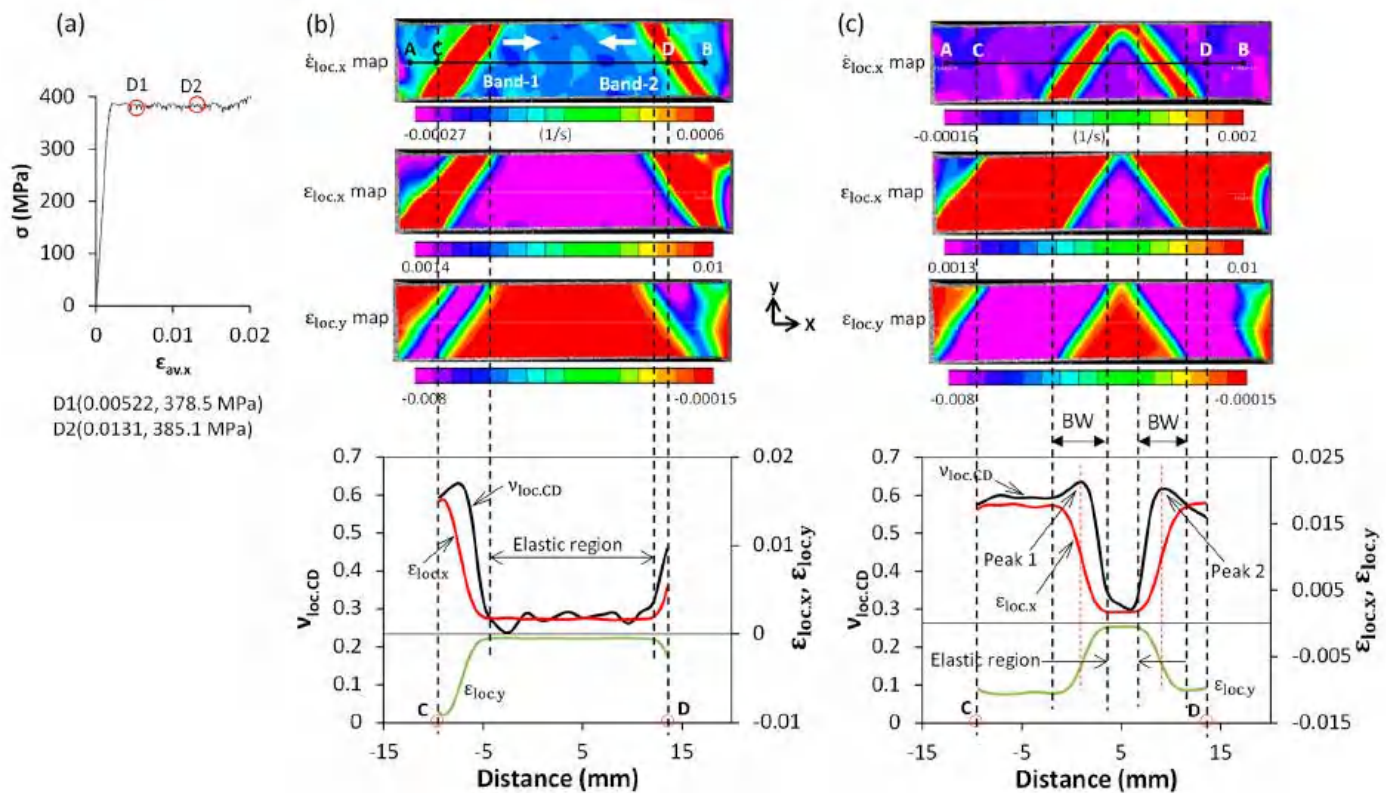 (a)
D1
D2
400
300
200
100
0
σ (MPa)
0
0.01
0.02
εav.x
D1(0.00522, 378.5 MPa)
D2(0.0131, 385.1 MPa)
(b)
ε̇loc.x map
A
C
D
B
Band-1
Band-2
-0.00027
(1/s)
0.0006
εloc.x map
0.0014
0.01
εloc.y map
-0.008
-0.00015
y
x
0.7
0.6
0.5
0.4
0.3
0.2
0.1
0
νloc.CD
νloc.CD
εloc.x
Elastic region
εloc.y
C
D
0.02
0.01
0
-0.01
εloc.x, εloc.y
-15
-5
5
15
Distance (mm)
(c)
ε̇loc.x map
A
C
D
B
-0.00016
(1/s)
0.002
εloc.x map
0.0013
0.01
εloc.y map
-0.008
-0.00015
BW
BW
0.7
0.6
0.5
0.4
0.3
0.2
0.1
0
νloc.CD
νloc.CD
Peak 1
Peak 2
εloc.x
Elastic region
εloc.y
C
D
0.025
0.015
0.005
-0.005
-0.015
εloc.x, εloc.y
-15
-5
5
15
Distance (mm)